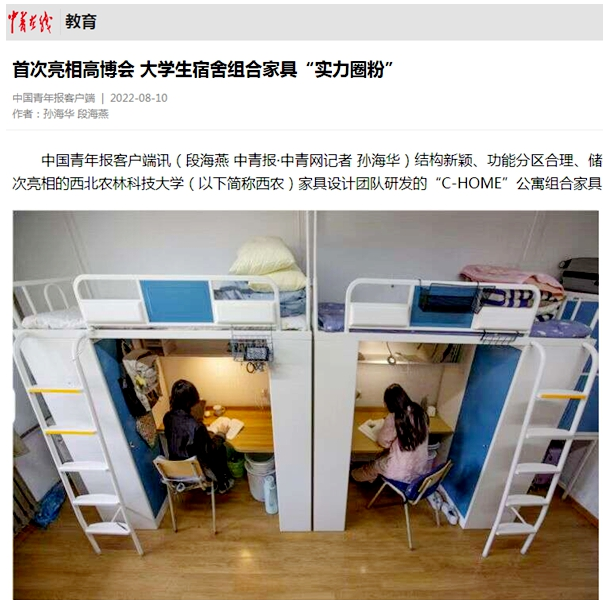 中青在线 教育
首次亮相高博会 大学生宿舍组合家具“实力圈粉”
中国青年报客户端 | 2022-08-10
作者：孙海华 段海燕
中国青年报客户端讯（段海燕 中青报·中青网记者 孙海华）结构新颖、功能分区合理、储
次亮相的西北农林科技大学（以下简称西农）家具设计团队研发的“C-HOME”公寓组合家具